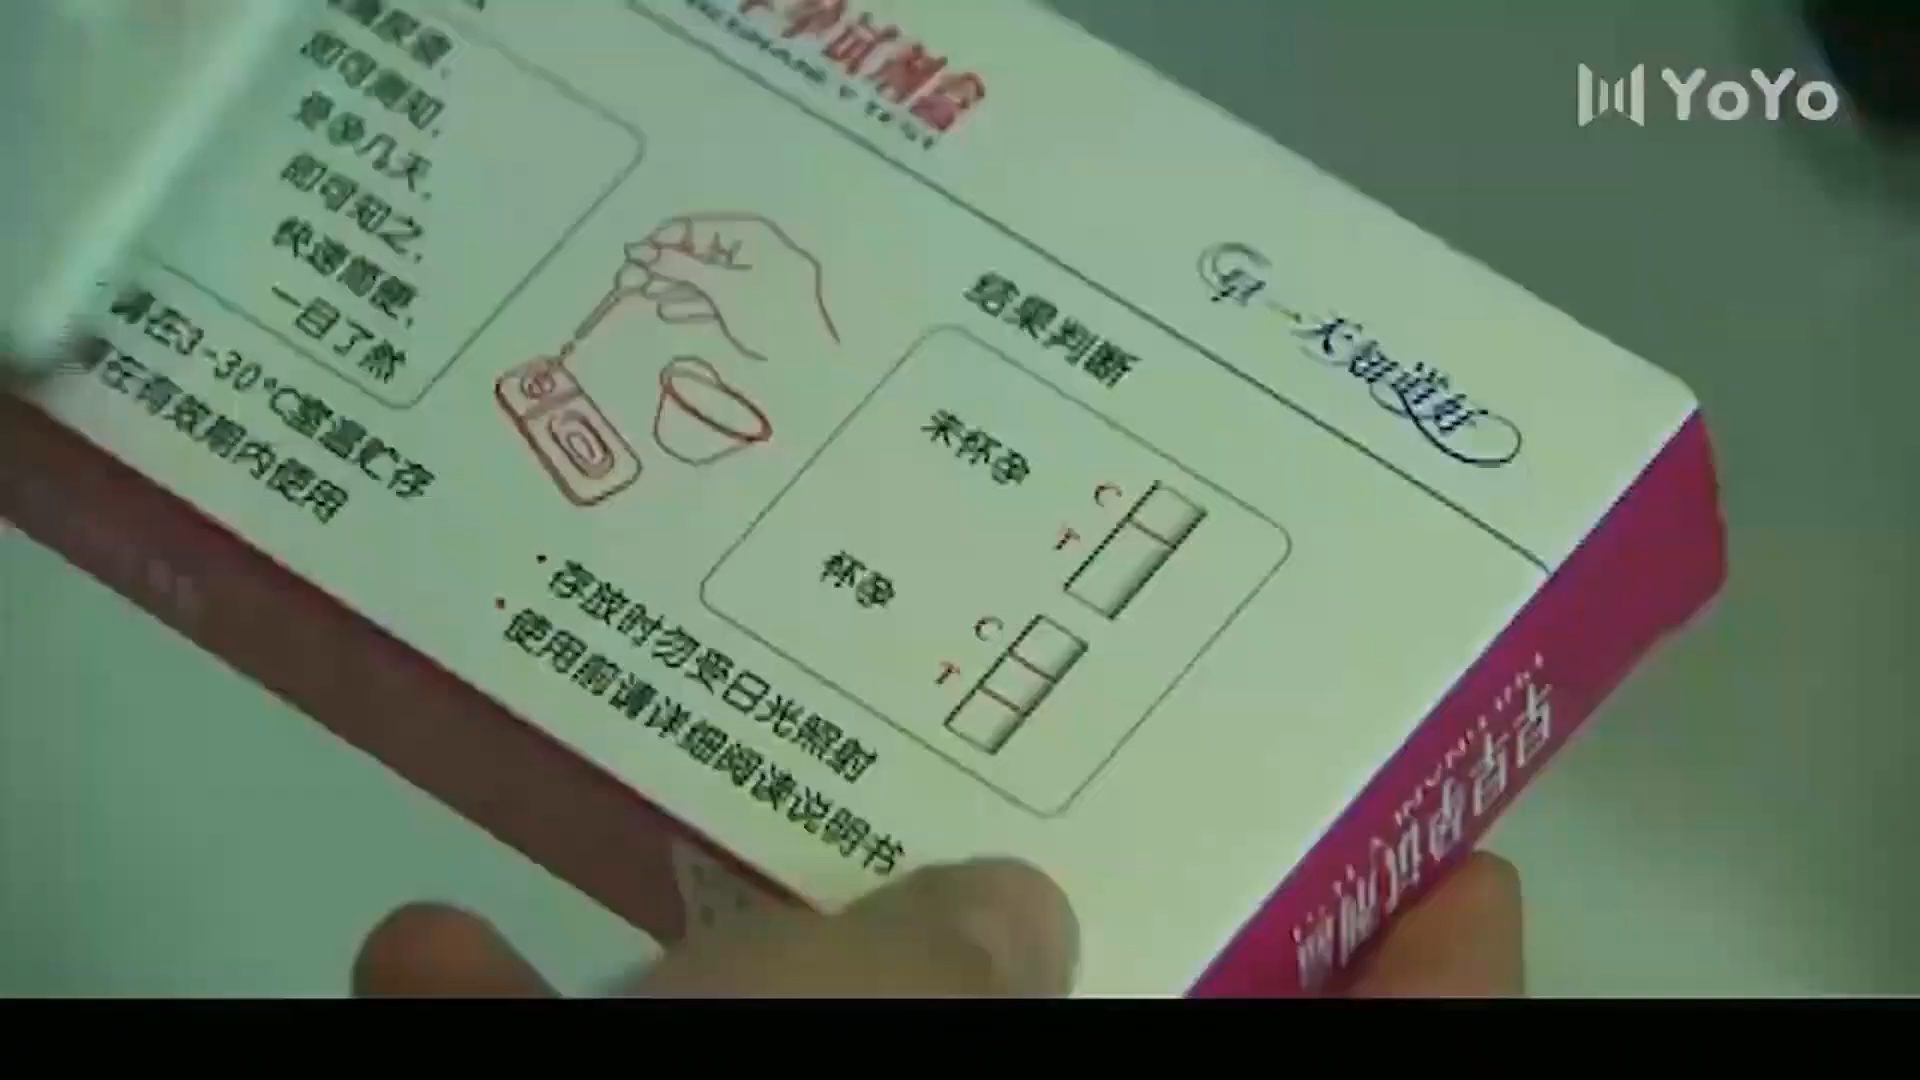 YoYo
孕试剂盒
即可测知,
是孕几天,
即可知之,
快速简便,
一目了然
请在3-30°C室温贮存
在有效期内使用
早一天知道好
结果判断
未怀孕
C
T
怀孕
C
T
·存放时勿受日光照射
·使用前请详细阅读说明书